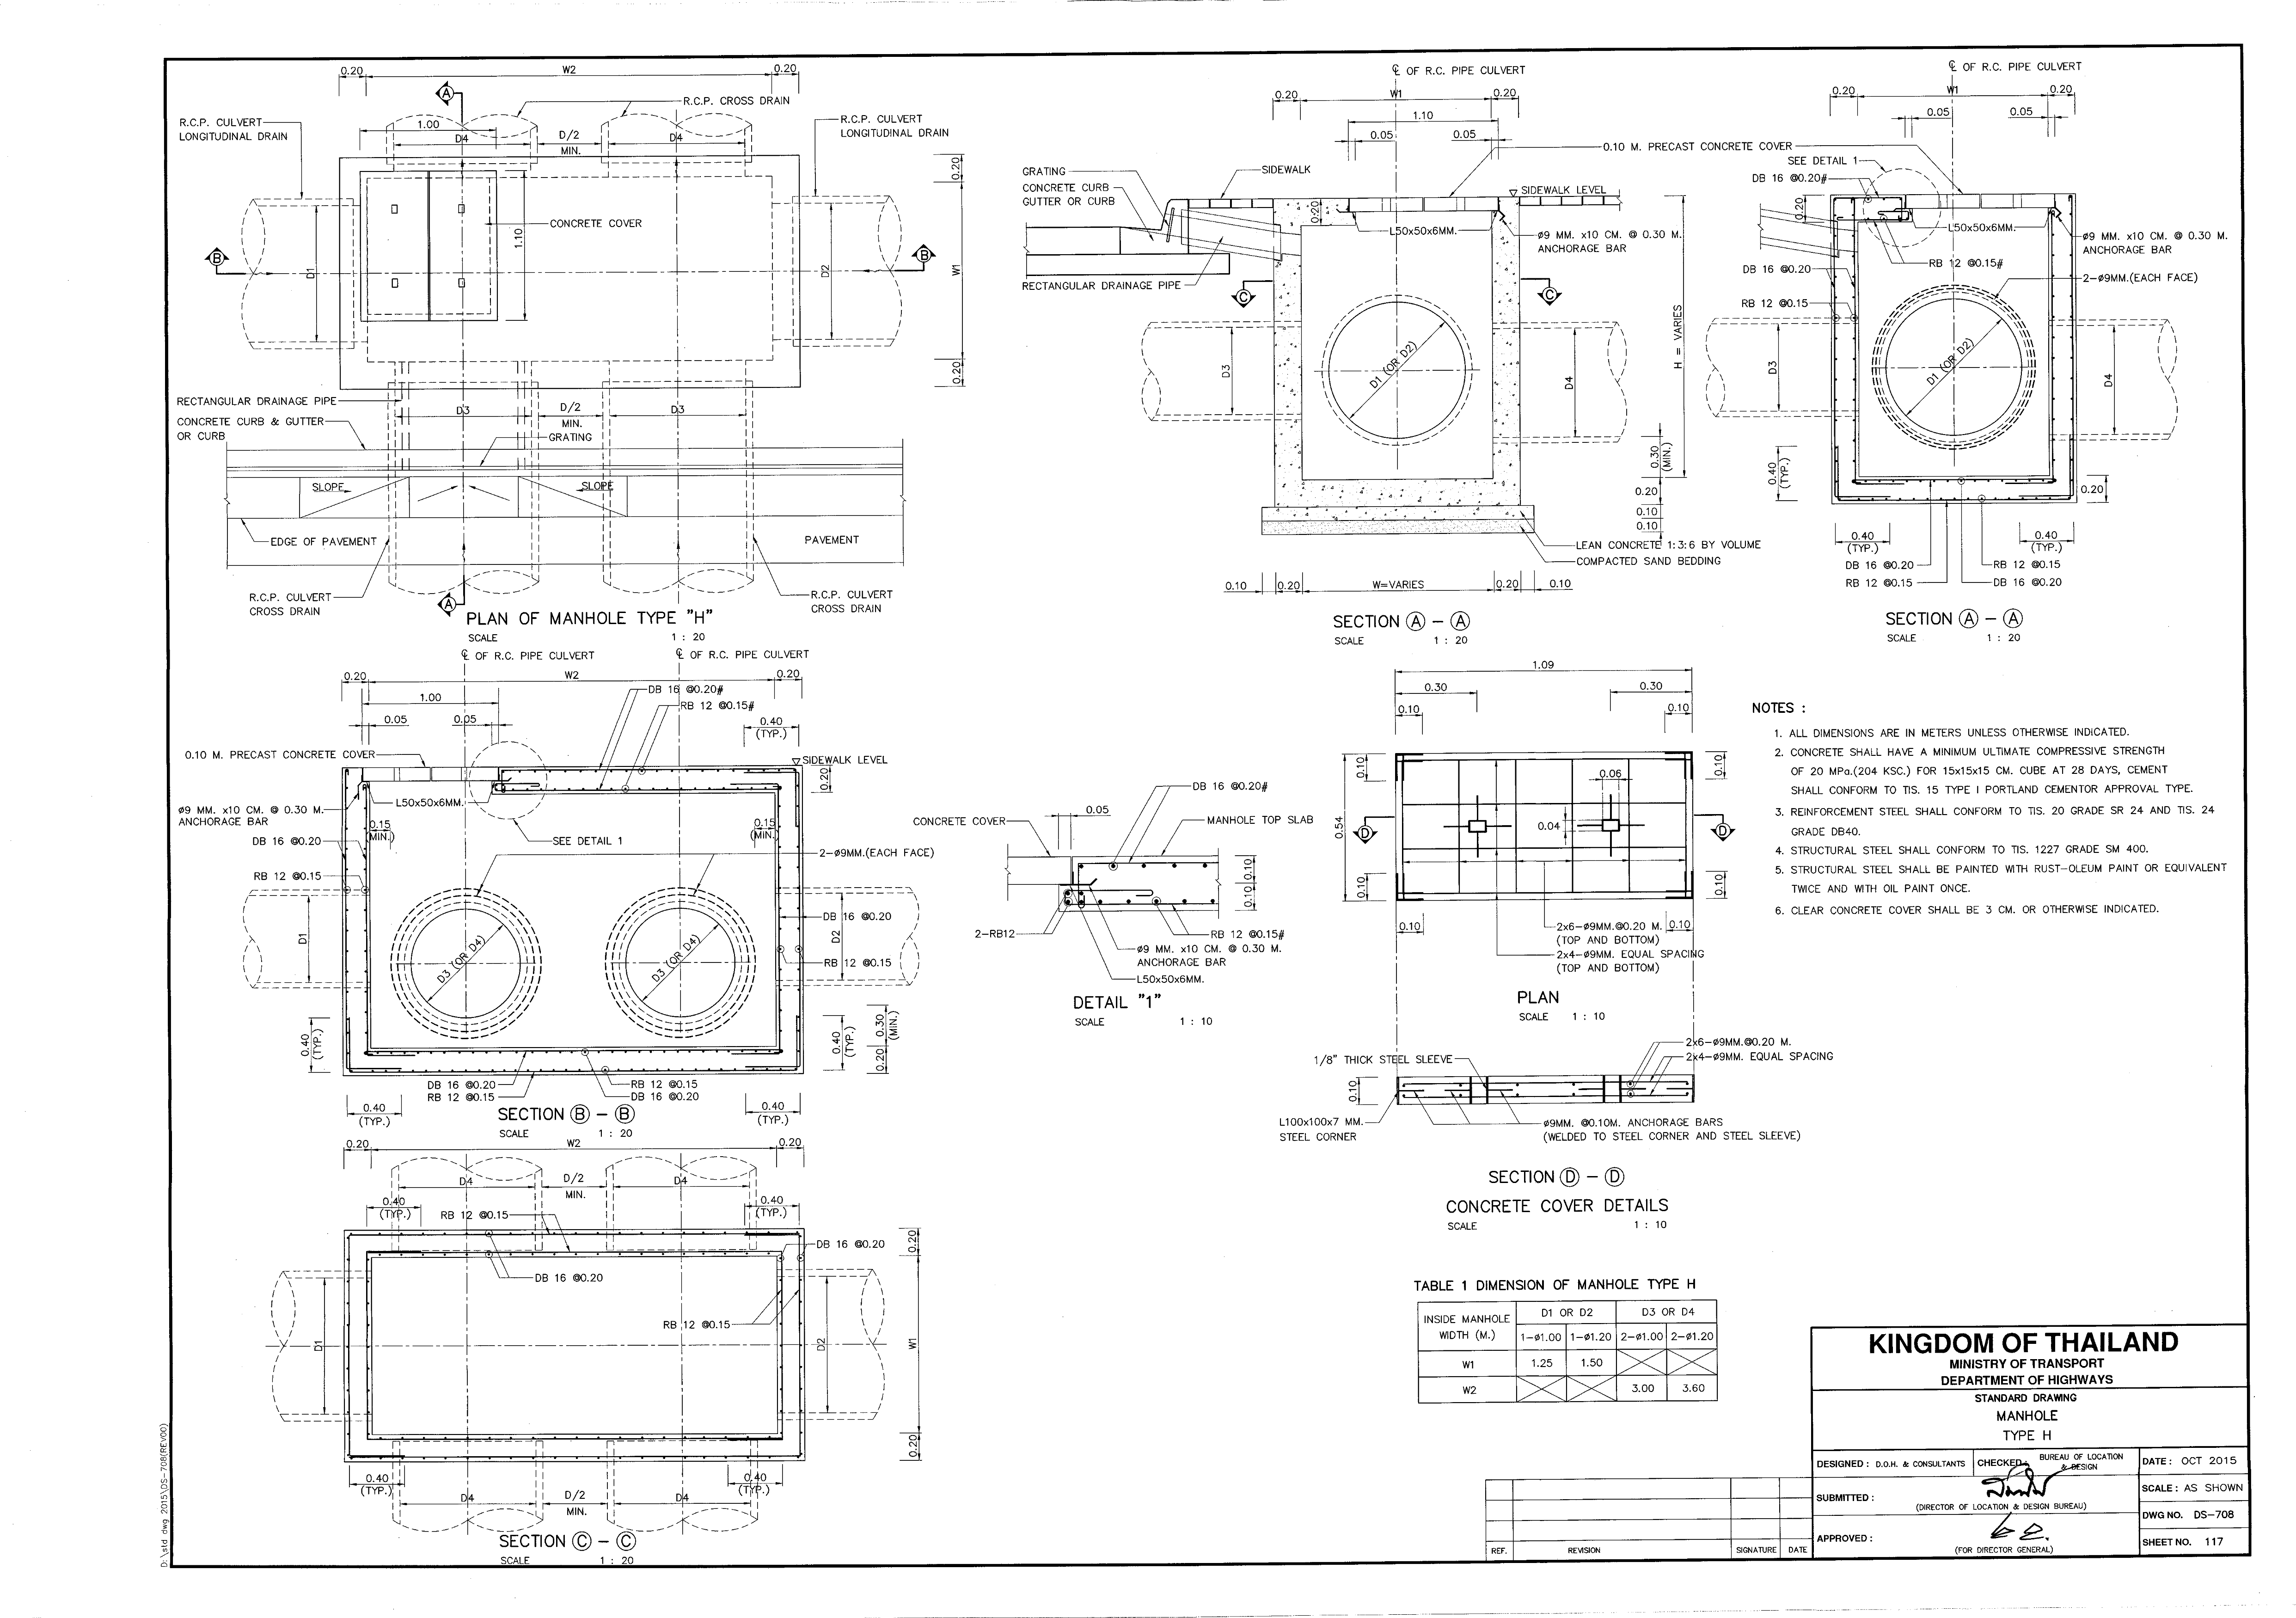 0.20
W2
0.20
A
R.C.P. CROSS DRAIN
R.C.P. CULVERT
LONGITUDINAL DRAIN
R.C.P. CULVERT
LONGITUDINAL DRAIN
1.00
D4
D/2
MIN.
D4
0.20
CONCRETE COVER
1.10
B
B
D1
D2
W1
0.20
RECTANGULAR DRAINAGE PIPE
CONCRETE CURB & GUTTER
OR CURB
D3
D/2
MIN.
D3
GRATING
SLOPE
SLOPE
EDGE OF PAVEMENT
PAVEMENT
R.C.P. CULVERT
CROSS DRAIN
R.C.P. CULVERT
CROSS DRAIN
A
PLAN OF MANHOLE TYPE "H"
SCALE 1 : 20
℄ OF R.C. PIPE CULVERT
0.20
W1
0.20
1.10
0.05
0.05
0.10 M. PRECAST CONCRETE COVER
GRATING
SIDEWALK
CONCRETE CURB
GUTTER OR CURB
SIDEWALK LEVEL
0.20
L50x50x6MM.
ø9 MM. x10 CM. @ 0.30 M.
ANCHORAGE BAR
RECTANGULAR DRAINAGE PIPE
C
C
D3
D1 (OR D2)
D4
H = VARIES
0.30
(MIN.)
0.20
0.10
0.10
LEAN CONCRETE 1:3:6 BY VOLUME
COMPACTED SAND BEDDING
0.10
0.20
W=VARIES
0.20
0.10
SECTION A - A
SCALE 1 : 20
℄ OF R.C. PIPE CULVERT
0.20
W1
0.20
0.05
0.05
SEE DETAIL 1
DB 16 @0.20#
0.20
L50x50x6MM.
ø9 MM. x10 CM. @ 0.30 M.
ANCHORAGE BAR
RB 12 @0.15#
DB 16 @0.20
2-ø9MM.(EACH FACE)
RB 12 @0.15
D3
D1 (OR D2)
D4
0.40
(TYP.)
0.20
0.40
(TYP.)
0.40
(TYP.)
DB 16 @0.20
RB 12 @0.15
RB 12 @0.15
DB 16 @0.20
SECTION A - A
SCALE 1 : 20
℄ OF R.C. PIPE CULVERT
℄ OF R.C. PIPE CULVERT
0.20
W2
0.20
DB 16 @0.20#
1.00
RB 12 @0.15#
0.05
0.05
0.40
(TYP.)
0.10 M. PRECAST CONCRETE COVER
SIDEWALK LEVEL
0.20
L50x50x6MM.
ø9 MM. x10 CM. @ 0.30 M.
ANCHORAGE BAR
0.15
(MIN.)
0.15
(MIN.)
DB 16 @0.20
SEE DETAIL 1
2-ø9MM.(EACH FACE)
RB 12 @0.15
DB 16 @0.20
D1
D3 (OR D4)
D3 (OR D4)
D2
RB 12 @0.15
0.40
(TYP.)
0.40
(TYP.)
0.30
(MIN.)
0.20
DB 16 @0.20
RB 12 @0.15
RB 12 @0.15
DB 16 @0.20
0.40
(TYP.)
0.40
(TYP.)
SECTION B - B
SCALE 1 : 20
0.20
W2
0.20
D4
D/2
MIN.
D4
0.40
(TYP.)
RB 12 @0.15
0.40
(TYP.)
0.20
DB 16 @0.20
DB 16 @0.20
RB 12 @0.15
D1
D2
W1
0.20
0.40
(TYP.)
0.40
(TYP.)
D4
D/2
MIN.
D4
SECTION C - C
SCALE 1 : 20
DB 16 @0.20#
0.05
CONCRETE COVER
MANHOLE TOP SLAB
0.10
0.10
2-RB12
RB 12 @0.15#
ø9 MM. x10 CM. @ 0.30 M.
ANCHORAGE BAR
L50x50x6MM.
DETAIL "1"
SCALE 1 : 10
1.09
0.30
0.30
0.10
0.10
0.10
0.10
0.06
0.54
0.04
D
D
0.10
0.10
0.10
0.10
2x6-ø9MM.@0.20 M.
(TOP AND BOTTOM)
2x4-ø9MM. EQUAL SPACING
(TOP AND BOTTOM)
PLAN
SCALE 1 : 10
2x6-ø9MM.@0.20 M.
2x4-ø9MM. EQUAL SPACING
1/8" THICK STEEL SLEEVE
0.10
L100x100x7 MM.
STEEL CORNER
ø9MM. @0.10M. ANCHORAGE BARS
(WELDED TO STEEL CORNER AND STEEL SLEEVE)
SECTION D - D
CONCRETE COVER DETAILS
SCALE 1 : 10
NOTES :
1. ALL DIMENSIONS ARE IN METERS UNLESS OTHERWISE INDICATED.
2. CONCRETE SHALL HAVE A MINIMUM ULTIMATE COMPRESSIVE STRENGTH
OF 20 MPa.(204 KSC.) FOR 15x15x15 CM. CUBE AT 28 DAYS, CEMENT
SHALL CONFORM TO TIS. 15 TYPE I PORTLAND CEMENTOR APPROVAL TYPE.
3. REINFORCEMENT STEEL SHALL CONFORM TO TIS. 20 GRADE SR 24 AND TIS. 24
GRADE DB40.
4. STRUCTURAL STEEL SHALL CONFORM TO TIS. 1227 GRADE SM 400.
5. STRUCTURAL STEEL SHALL BE PAINTED WITH RUST-OLEUM PAINT OR EQUIVALENT
TWICE AND WITH OIL PAINT ONCE.
6. CLEAR CONCRETE COVER SHALL BE 3 CM. OR OTHERWISE INDICATED.
TABLE 1 DIMENSION OF MANHOLE TYPE H
INSIDE MANHOLE WIDTH (M.) D1 OR D2 D3 OR D4
1-ø1.00 1-ø1.20 2-ø1.00 2-ø1.20
W1 1.25 1.50
W2 3.00 3.60
KINGDOM OF THAILAND
MINISTRY OF TRANSPORT
DEPARTMENT OF HIGHWAYS
STANDARD DRAWING
MANHOLE
TYPE H
DESIGNED : D.O.H. & CONSULTANTS
CHECKED : BUREAU OF LOCATION & DESIGN
DATE : OCT 2015
SUBMITTED :
(DIRECTOR OF LOCATION & DESIGN BUREAU)
SCALE : AS SHOWN
DWG NO. DS-708
APPROVED :
(FOR DIRECTOR GENERAL)
SHEET NO. 117
REF. REVISION SIGNATURE DATE
D:\std dwg 2015\DS-708(REV00)